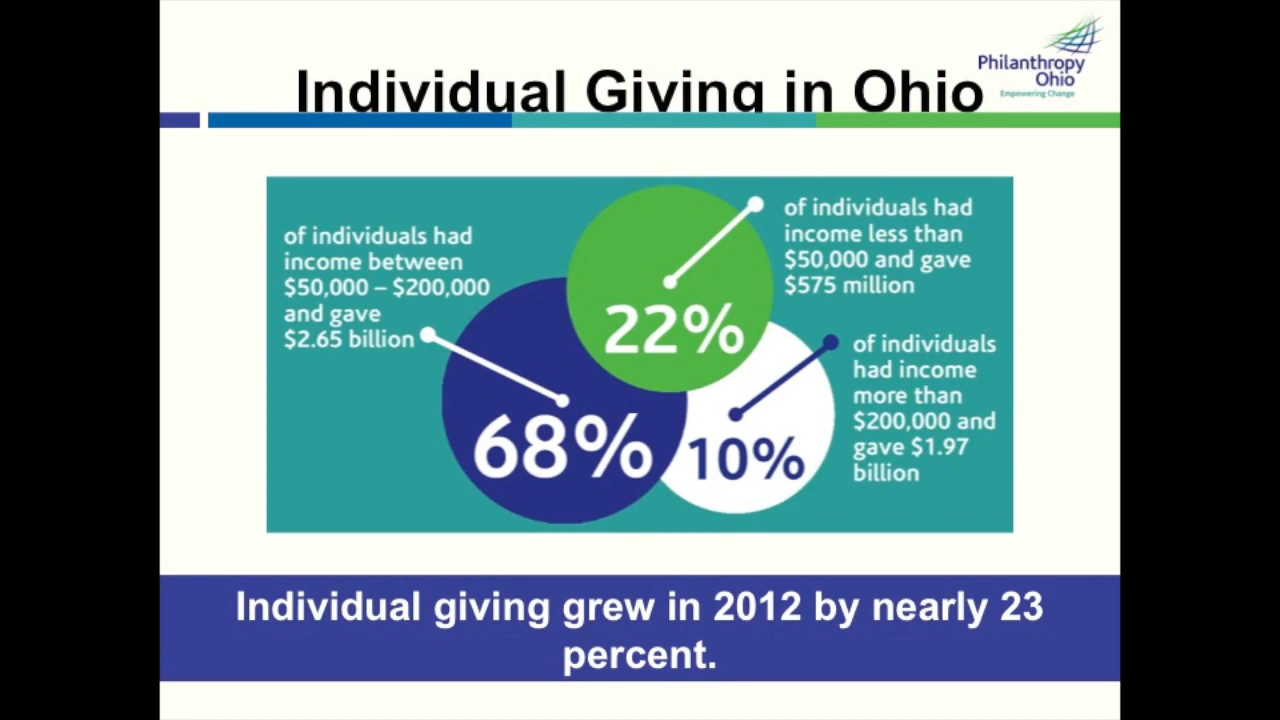 Individual Giving in Ohio
Philanthropy
Ohio
Empowering Change
of individuals had
income between
$50,000 – $200,000
and gave
$2.65 billion
68%
22%
of individuals had
income less than
$50,000 and gave
$575 million
10%
of individuals
had income
more than
$200,000 and
gave $1.97
billion
Individual giving grew in 2012 by nearly 23
percent.